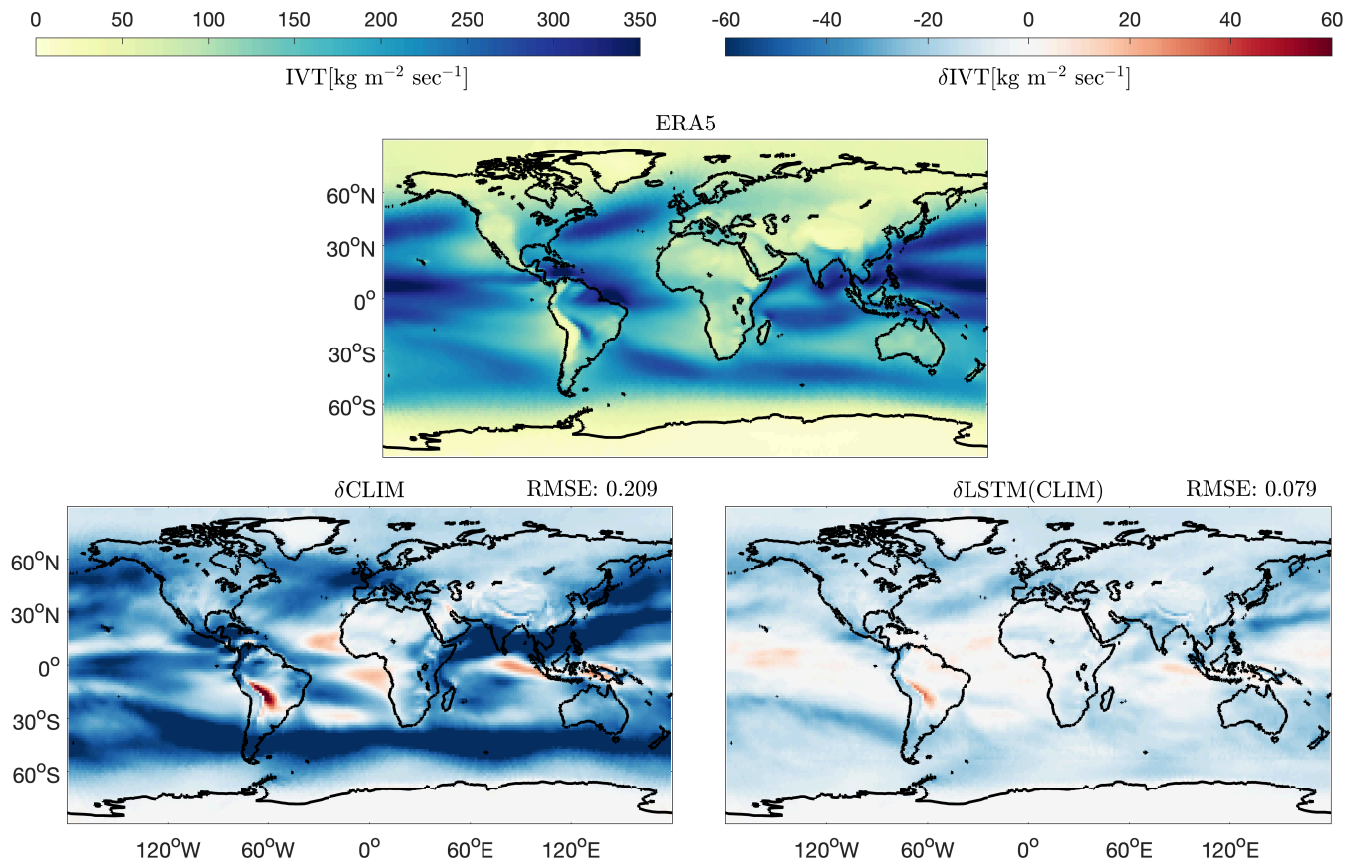 0 50 100 150 200 250 300 350
-60 -40 -20 0 20 40 60
IVT[kg m⁻² sec⁻¹]
δIVT[kg m⁻² sec⁻¹]
ERA5
60°N
30°N
0°
30°S
60°S
δCLIM RMSE: 0.209
δLSTM(CLIM) RMSE: 0.079
60°N
30°N
0°
30°S
60°S
120°W 60°W 0° 60°E 120°E
120°W 60°W 0° 60°E 120°E